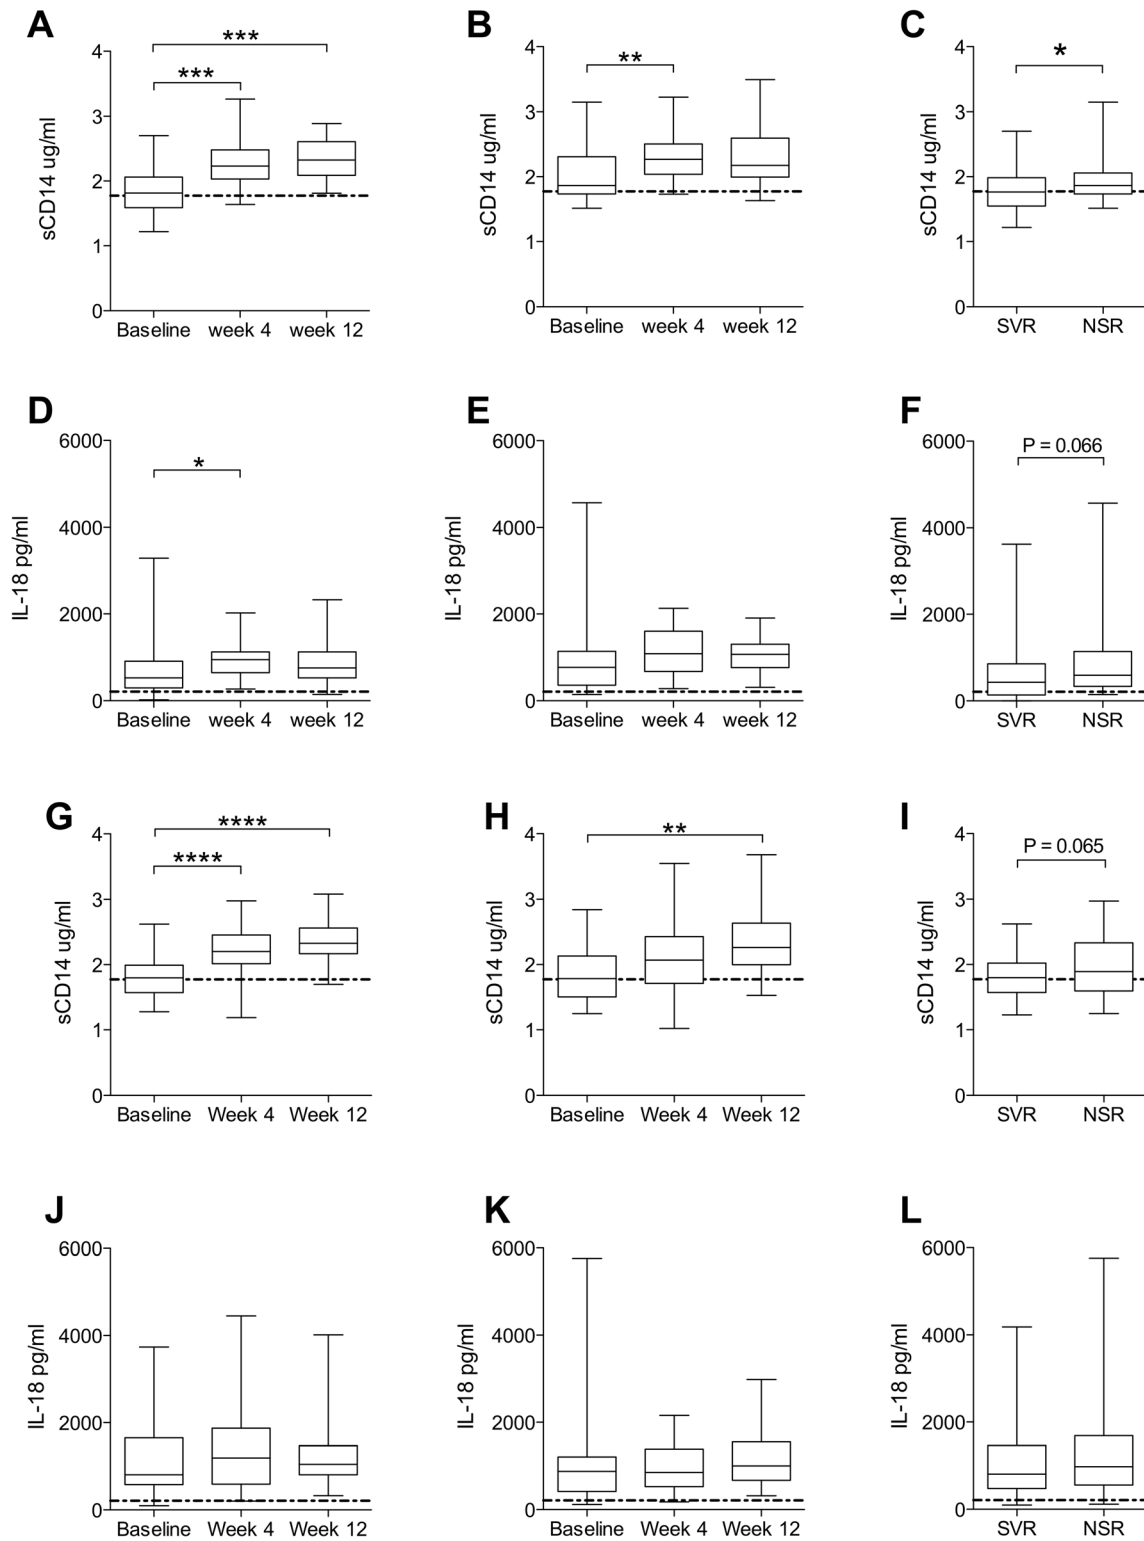 A
sCD14 ug/ml
4
3
2
1
0
***
***
Baseline week 4 week 12
B
sCD14 ug/ml
4
3
2
1
0
**
Baseline week 4 week 12
C
sCD14 ug/ml
4
3
2
1
0
*
SVR NSR
D
IL-18 pg/ml
6000
4000
2000
0
*
Baseline week 4 week 12
E
IL-18 pg/ml
6000
4000
2000
0
Baseline week 4 week 12
F
IL-18 pg/ml
6000
4000
2000
0
P = 0.066
SVR NSR
G
sCD14 ug/ml
4
3
2
1
0
****
****
Baseline Week 4 Week 12
H
sCD14 ug/ml
4
3
2
1
0
**
Baseline Week 4 Week 12
I
sCD14 ug/ml
4
3
2
1
0
P = 0.065
SVR NSR
J
IL-18 pg/ml
6000
4000
2000
0
Baseline Week 4 Week 12
K
IL-18 pg/ml
6000
4000
2000
0
Baseline Week 4 Week 12
L
IL-18 pg/ml
6000
4000
2000
0
SVR NSR